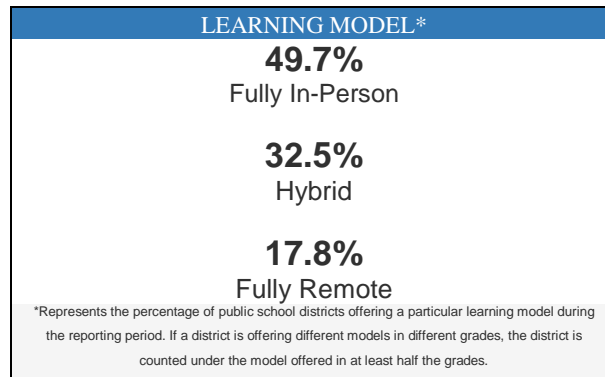 LEARNING MODEL*
49.7%
Fully In-Person
32.5%
Hybrid
17.8%
Fully Remote
*Represents the percentage of public school districts offering a particular learning model during
the reporting period. If a district is offering different models in different grades, the district is
counted under the model offered in at least half the grades.